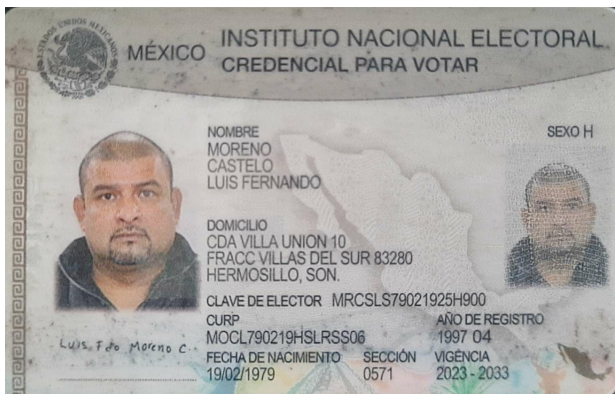 MÉXICO
INSTITUTO NACIONAL ELECTORAL
CREDENCIAL PARA VOTAR
NOMBRE
SEXO H
MORENO
CASTELO
LUIS FERNANDO
DOMICILIO
CDA VILLA UNION 10
FRACC VILLAS DEL SUR 83280
HERMOSILLO, SON.
CLAVE DE ELECTOR MRCSLS79021925H900
CURP
MOCL790219HSLRSS06
AÑO DE REGISTRO
1997 04
FECHA DE NACIMIENTO
19/02/1979
SECCIÓN
0571
VIGENCIA
2023 - 2033
Luis Fdo Moreno C.